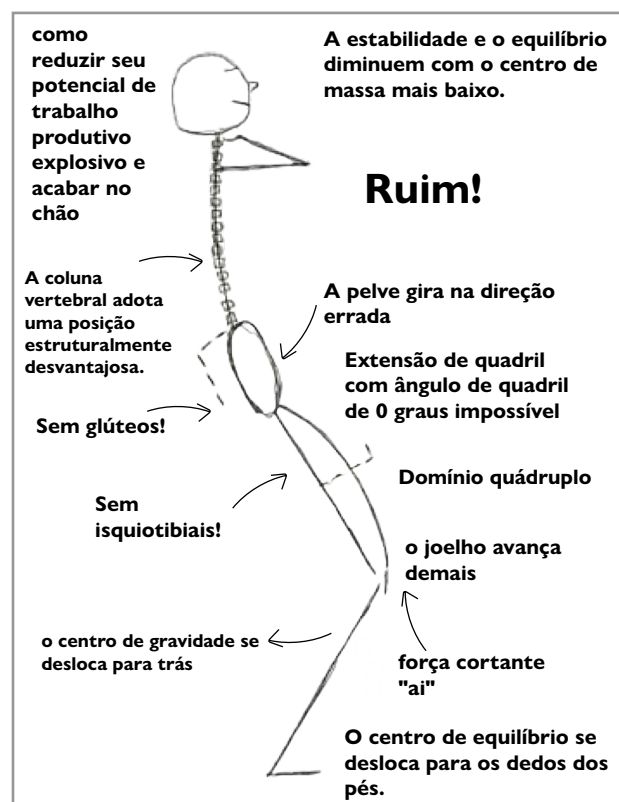 como
reduzir seu
potencial de
trabalho
produtivo
explosivo e
acabar no
chão
A estabilidade e o equilíbrio
diminuem com o centro de
massa mais baixo.
Ruim!
A coluna
vertebral adota
uma posição
estruturalmente
desvantajosa.
A pelve gira na direção
errada
Extensão de quadril
com ângulo de quadril
de 0 graus impossível
Sem glúteos!
Domínio quádruplo
Sem
isquiotibiais!
o joelho avança
demais
o centro de gravidade se
desloca para trás
força cortante
"ai"
O centro de equilíbrio se
desloca para os dedos dos
pés.